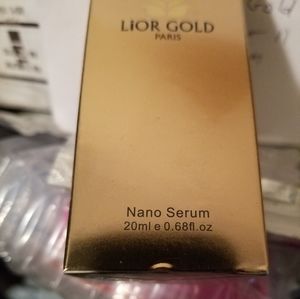 LiOR GOLD
PARIS
Nano Serum
20ml e 0.68fl.oz